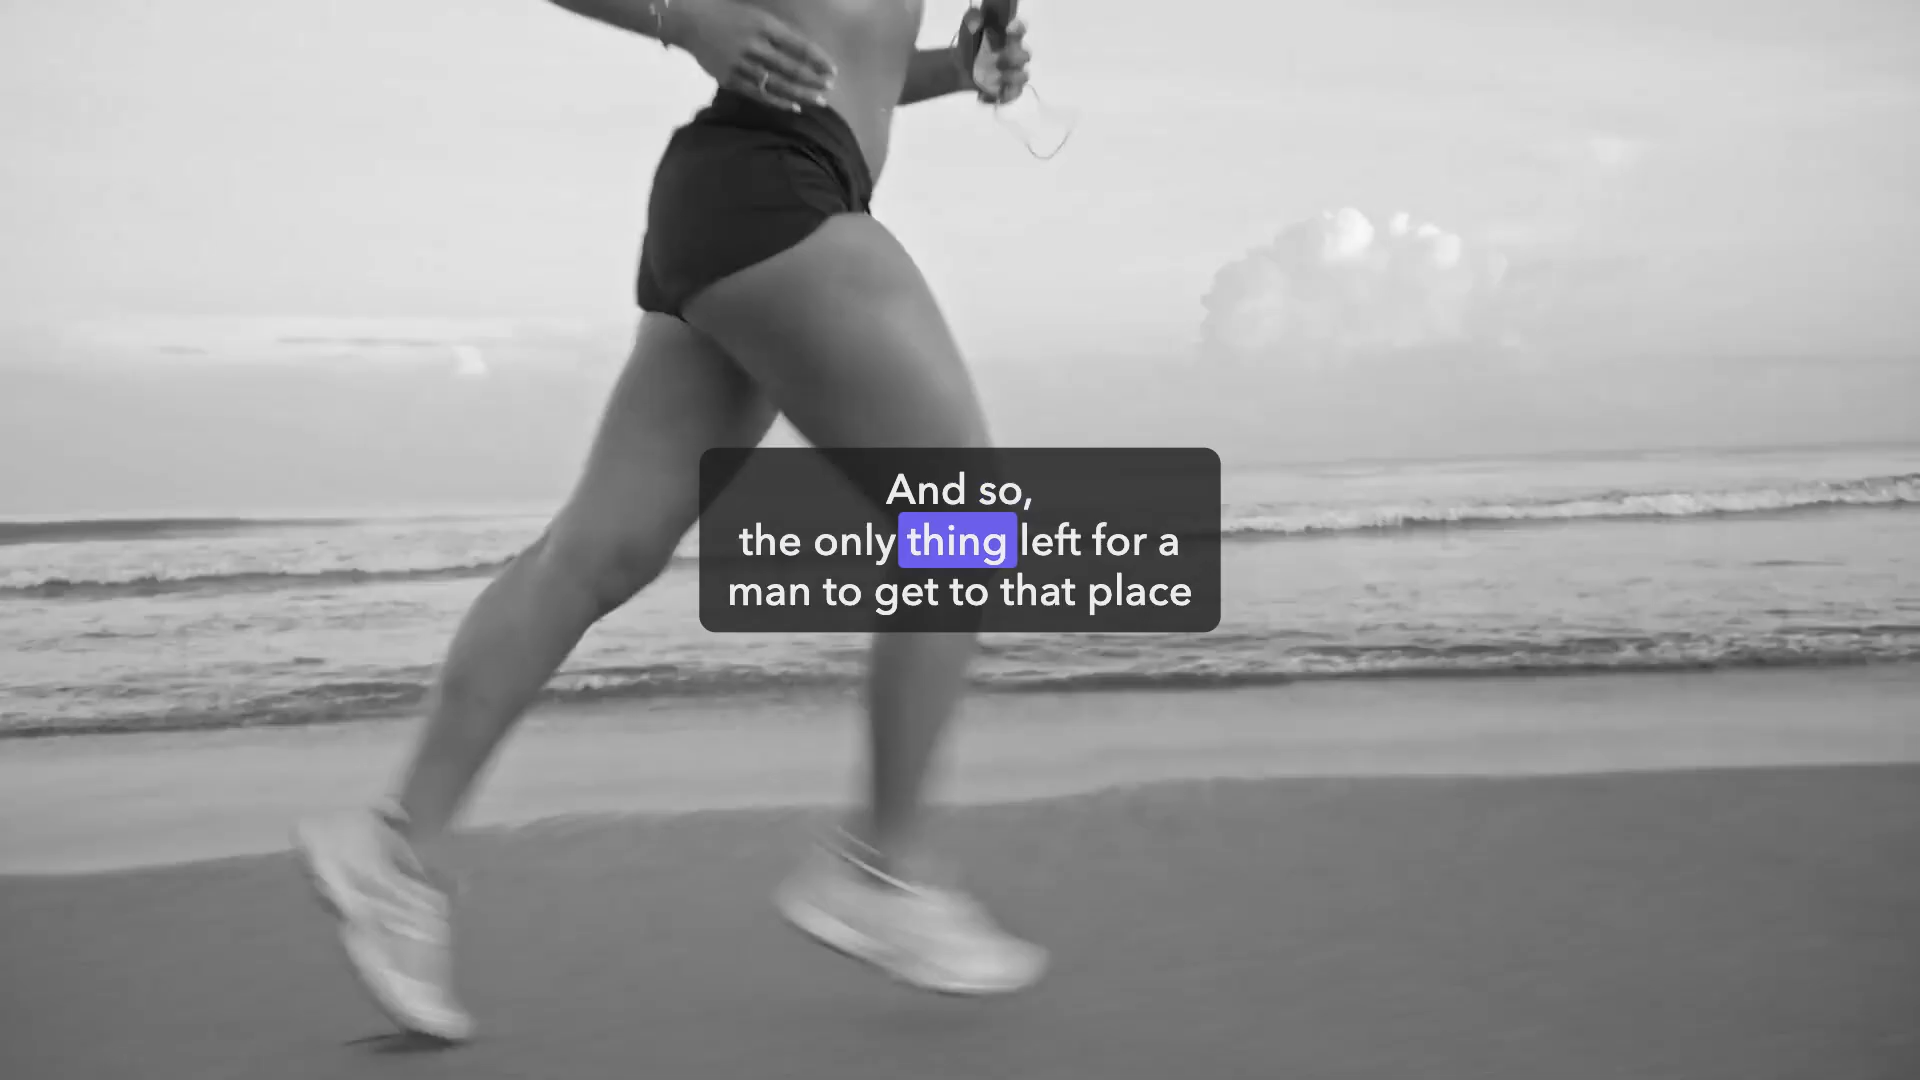 And so,
the only thing left for a
man to get to that place